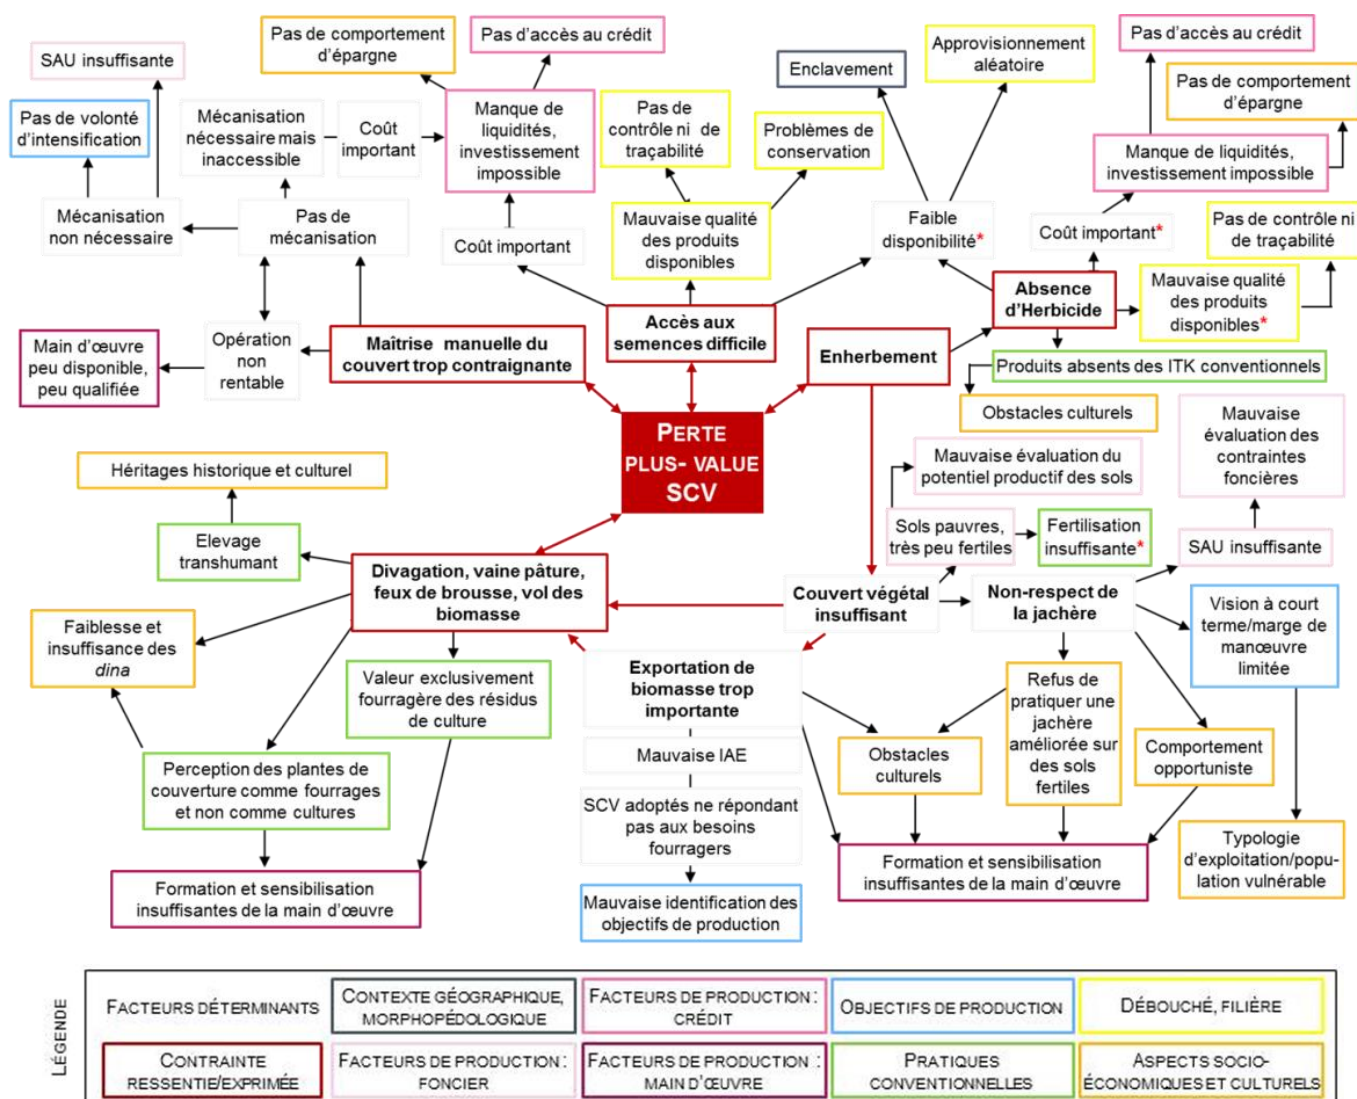 Pas de comportement
d'épargne
Pas d'accès au crédit
SAU insuffisante
Pas de volonté
d'intensification
Mécanisation
nécessaire mais
inaccessible
Coût
important
Manque de
liquidités,
investissement
impossible
Pas de
contrôle ni de
traçabilité
Problèmes de
conservation
Enclavement
Approvisionnement
aléatoire
Pas d'accès au crédit
Pas de comportement
d'épargne
Manque de liquidités,
investissement impossible
Mécanisation
non nécessaire
Pas de
mécanisation
Coût important
Mauvaise qualité
des produits
disponibles
Faible
disponibilité*
Coût important*
Pas de contrôle ni
de traçabilité
Absence
d'Herbicide
Mauvaise qualité
des produits
disponibles*
Main d'œuvre
peu disponible,
peu qualifiée
Opération
non
rentable
Maîtrise manuelle du
couvert trop contraignante
Accès aux
semences difficile
Enherbement
Produits absents des ITK conventionnels
Obstacles culturels
PERTE
PLUS- VALUE
SCV
Mauvaise évaluation du
potentiel productif des sols
Mauvaise
évaluation des
contraintes
foncières
Héritages historique et culturel
Elevage
transhumant
Divagation, vaine pâture,
feux de brousse, vol des
biomasse
Sols pauvres,
très peu fertiles
Fertilisation
insuffisante*
SAU insuffisante
Couvert végétal
insuffisant
Non-respect de
la jachère
Vision à court
terme/marge de
manœuvre
limitée
Faiblesse et
insuffisance des
dina
Valeur exclusivement
fourragère des résidus
de culture
Exportation de
biomasse trop
importante
Refus de
pratiquer une
jachère
améliorée sur
des sols
fertiles
Obstacles
culturels
Comportement
opportuniste
Mauvaise IAE
Perception des plantes de
couverture comme fourrages
et non comme cultures
SCV adoptés ne répondant
pas aux besoins
fourragers
Typologie
d'exploitation/popu-
lation vulnérable
Formation et sensibilisation
insuffisantes de la main d'œuvre
Mauvaise identification des
objectifs de production
Formation et sensibilisation
insuffisantes de la main d'œuvre
LÉGENDE
FACTEURS DÉTERMINANTS
CONTEXTE GÉOGRAPHIQUE,
MORPHOPÉDOLOGIQUE
FACTEURS DE PRODUCTION :
CRÉDIT
OBJECTIFS DE PRODUCTION
DÉBOUCHÉ, FILIÈRE
CONTRAINTE
RESSENTIE/EXPRIMÉE
FACTEURS DE PRODUCTION :
FONCIER
FACTEURS DE PRODUCTION :
MAIN D'ŒUVRE
PRATIQUES
CONVENTIONNELLES
ASPECTS SOCIO-
ÉCONOMIQUES ET CULTURELS